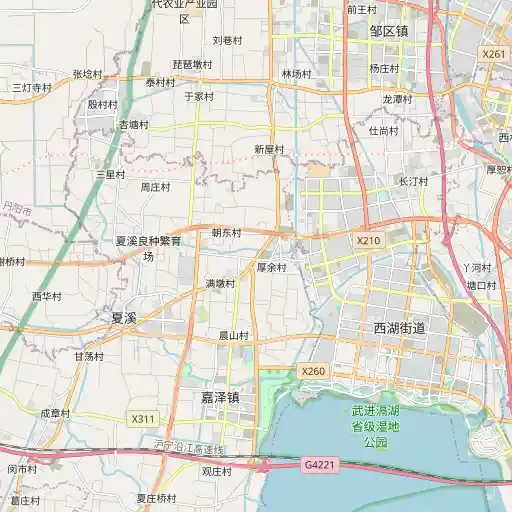 代农业产业园
区
前王村
刘巷村
邹区镇
X261
琵琶墩村
杨庄村
张埝村
林场村
三灯寺村
泰村村
于家村
龙潭村
殷村村
杏塘村
仕尚村
西木
新屋村
三星村
厚恕村
周庄村
长汀村
丹阳市
朝东村
夏溪良种繁育
场
X210
谢桥村
厚余村
丫河村
满墩村
塘口村
西华村
夏溪
西湖街道
晨山村
甘荡村
X260
嘉泽镇
武进滆湖
省级湿地
公园
成章村
X311
沪宁沿江高速线
闵市村
观庄村
G4221
葛庄村
夏庄桥村